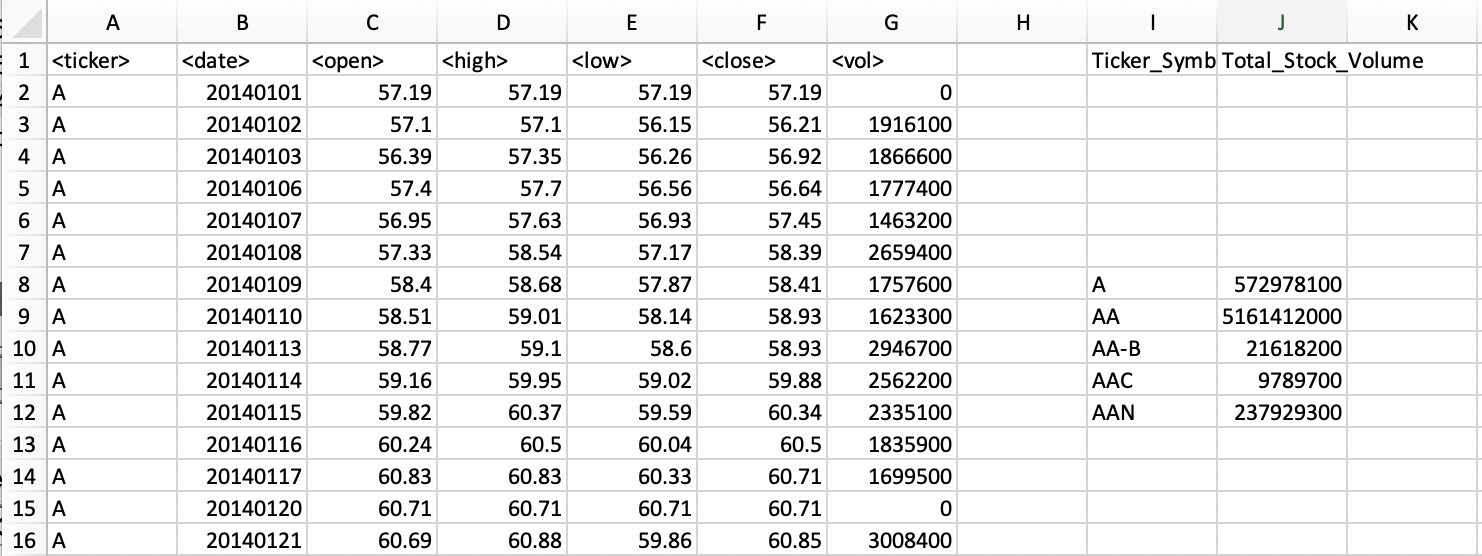 A B C D E F G H I J K
1 <ticker> <date> <open> <high> <low> <close> <vol> Ticker_Symb Total_Stock_Volume
2 A 20140101 57.19 57.19 57.19 57.19 0
3 A 20140102 57.1 57.1 56.15 56.21 1916100
4 A 20140103 56.39 57.35 56.26 56.92 1866600
5 A 20140106 57.4 57.7 56.56 56.64 1777400
6 A 20140107 56.95 57.63 56.93 57.45 1463200
7 A 20140108 57.33 58.54 57.17 58.39 2659400
8 A 20140109 58.4 58.68 57.87 58.41 1757600 A 572978100
9 A 20140110 58.51 59.01 58.14 58.93 1623300 AA 5161412000
10 A 20140113 58.77 59.1 58.6 58.93 2946700 AA-B 21618200
11 A 20140114 59.16 59.95 59.02 59.88 2562200 AAC 9789700
12 A 20140115 59.82 60.37 59.59 60.34 2335100 AAN 237929300
13 A 20140116 60.24 60.5 60.04 60.5 1835900
14 A 20140117 60.83 60.83 60.33 60.71 1699500
15 A 20140120 60.71 60.71 60.71 60.71 0
16 A 20140121 60.69 60.88 59.86 60.85 3008400